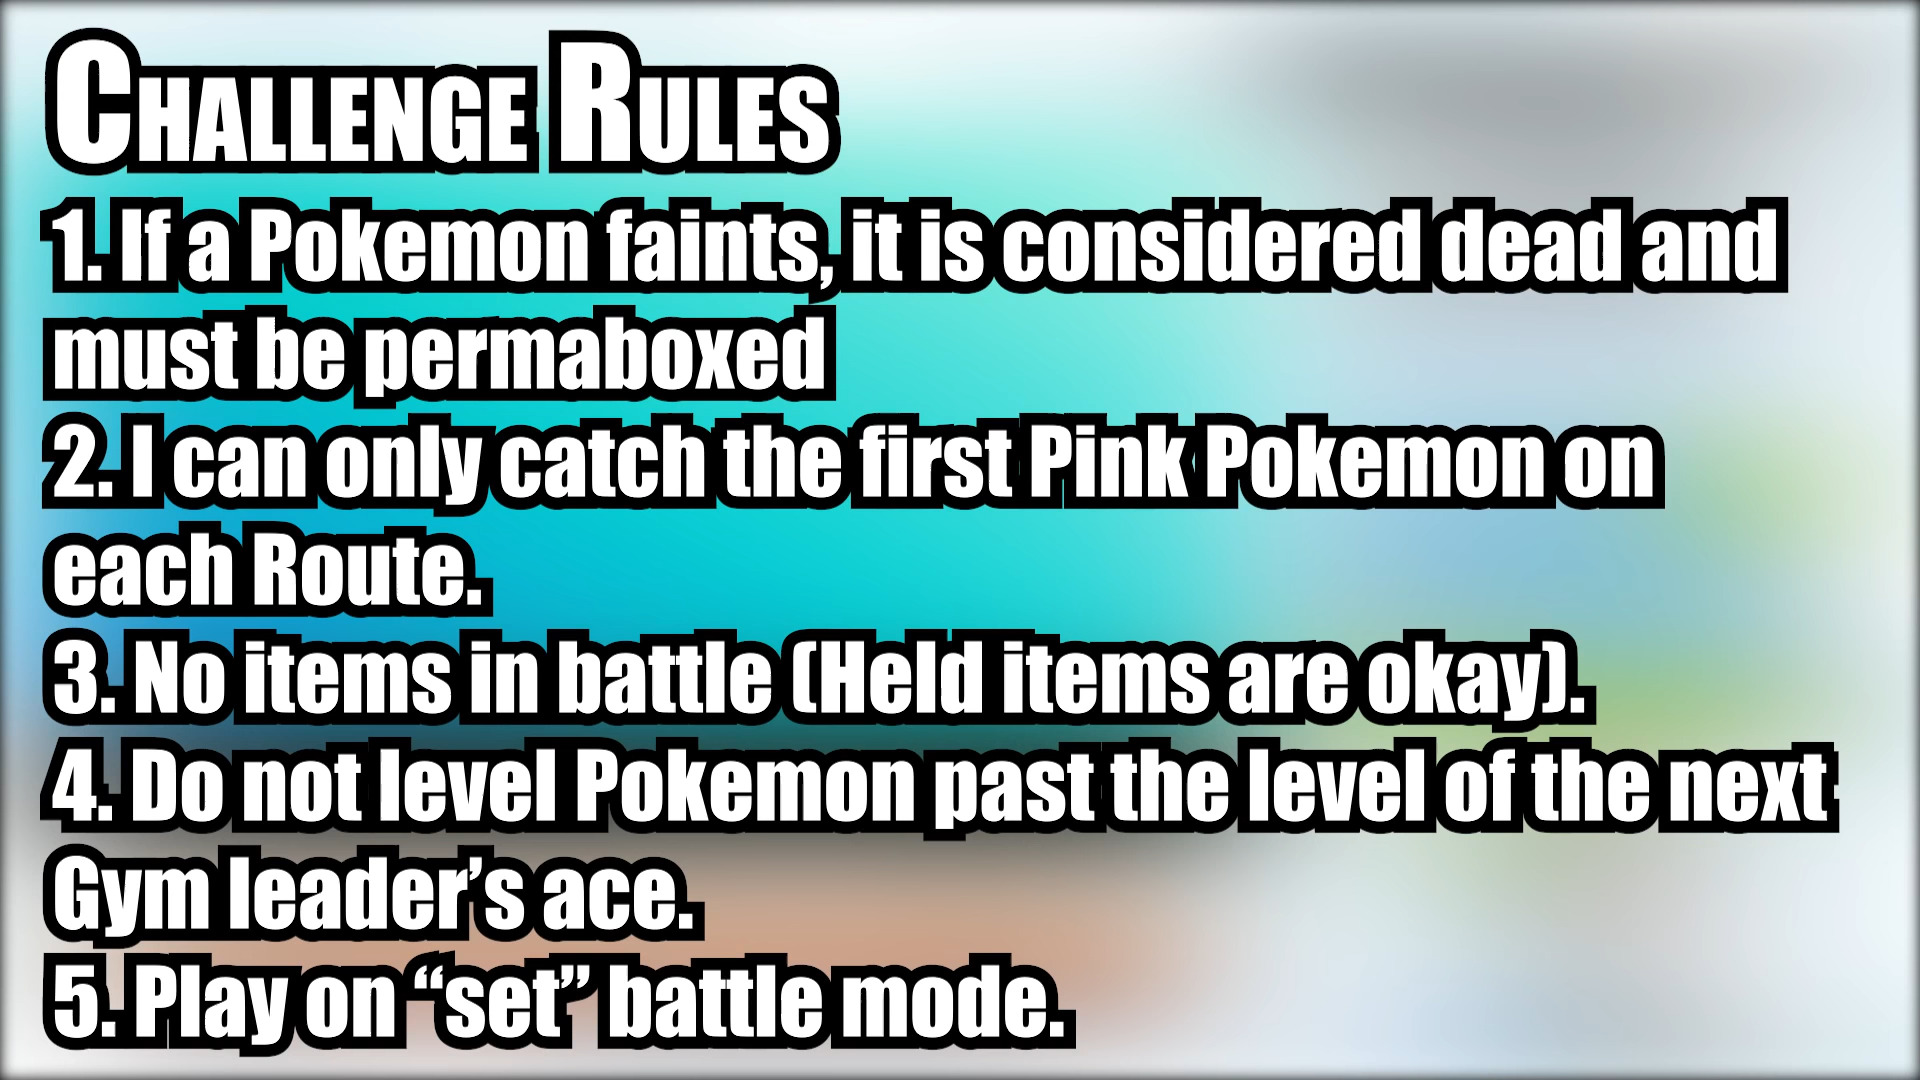 Challenge Rules
1. If a Pokemon faints, it is considered dead and
must be permaboxed
2. I can only catch the first Pink Pokemon on
each Route.
3. No items in battle (Held items are okay).
4. Do not level Pokemon past the level of the next
Gym leader’s ace.
5. Play on “set” battle mode.